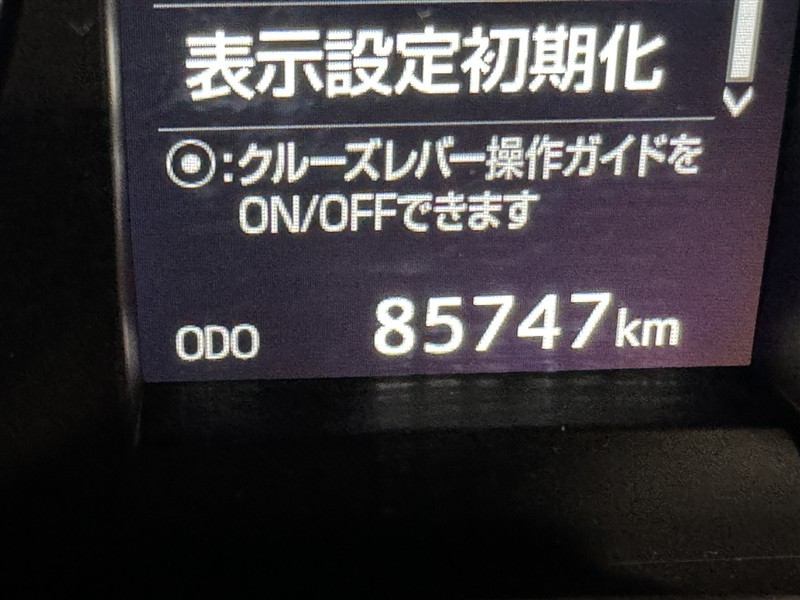 表示設定初期化
◉:クルーズレバー操作ガイドを
ON/OFFできます
ODO 85747km